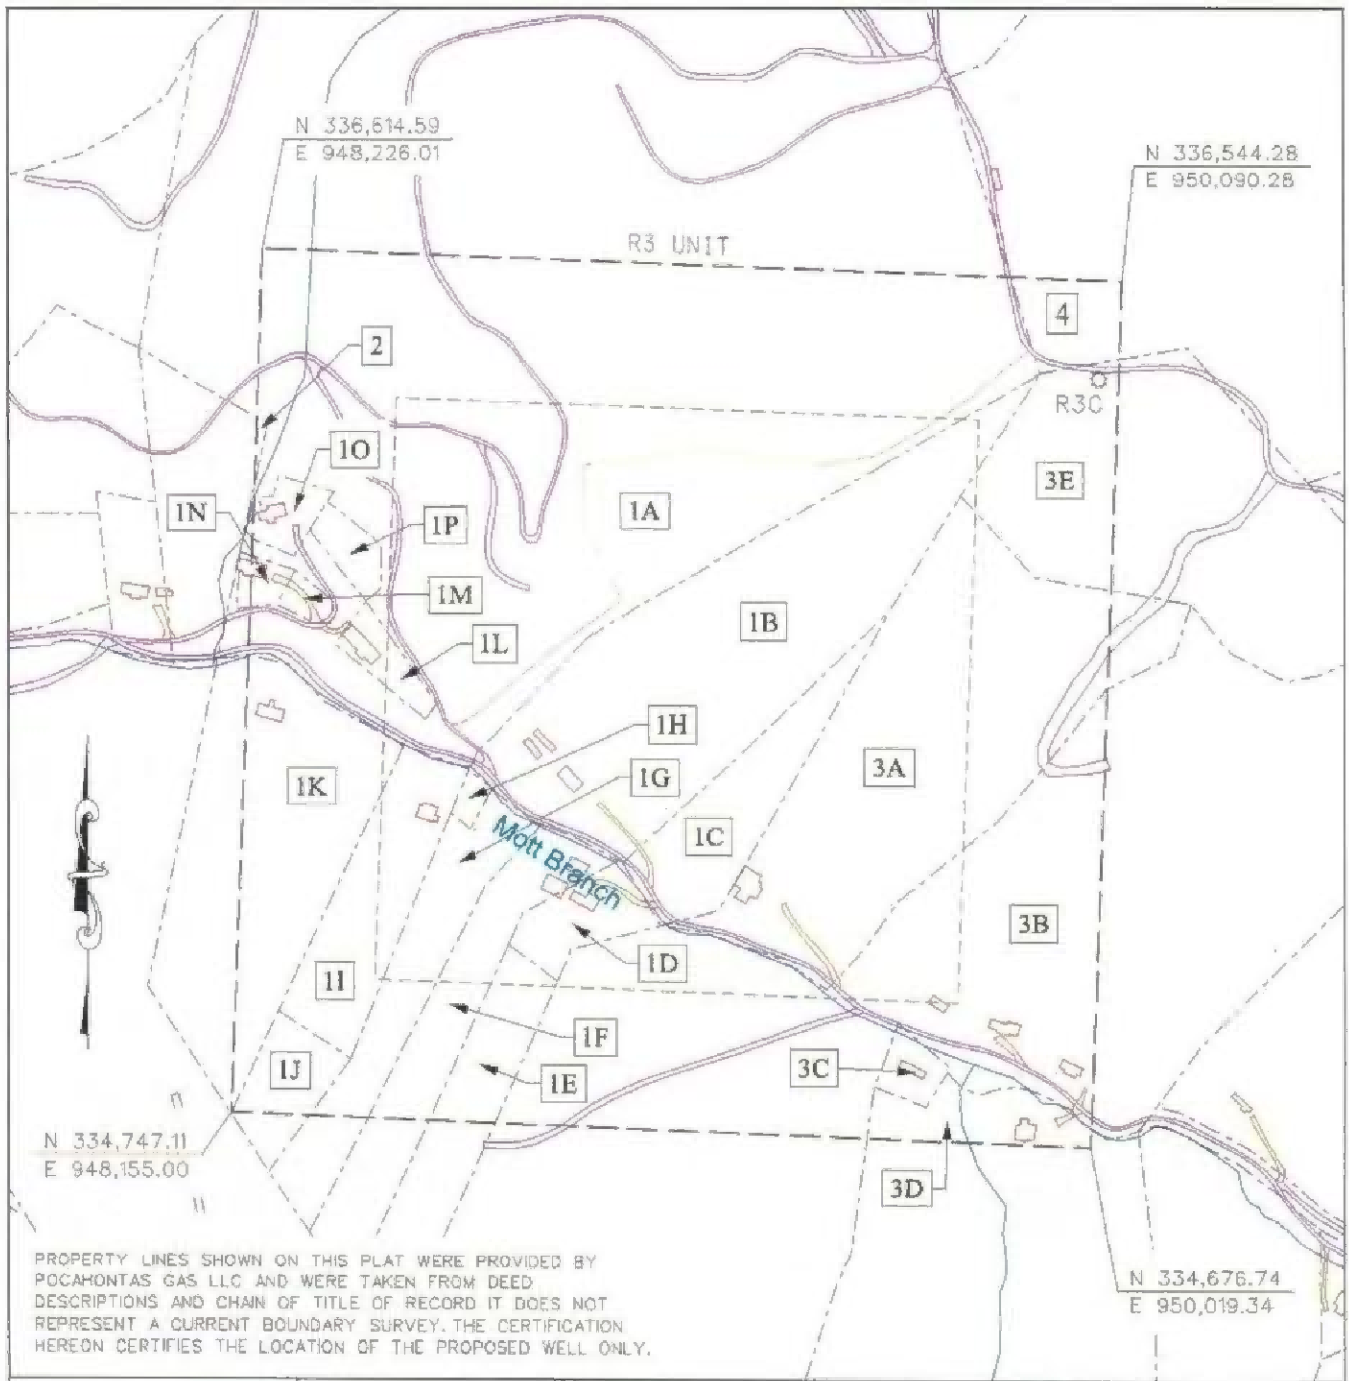 N 336,614.59
E 948,226.01
N 336,544.28
E 950,090.28
R3 UNIT
4
2
R3C
1O
3E
1N
1P
1A
1M
1B
1L
1H
3A
1G
1K
1C
Mott Branch
3B
1D
1I
1F
1J
1E
3C
N 334,747.11
E 948,155.00
3D
PROPERTY LINES SHOWN ON THIS PLAT WERE PROVIDED BY
POCAHONTAS GAS LLC AND WERE TAKEN FROM DEED
DESCRIPTIONS AND CHAIN OF TITLE OF RECORD IT DOES NOT
REPRESENT A CURRENT BOUNDARY SURVEY. THE CERTIFICATION
HEREON CERTIFIES THE LOCATION OF THE PROPOSED WELL ONLY.
N 334,676.74
E 950,019.34